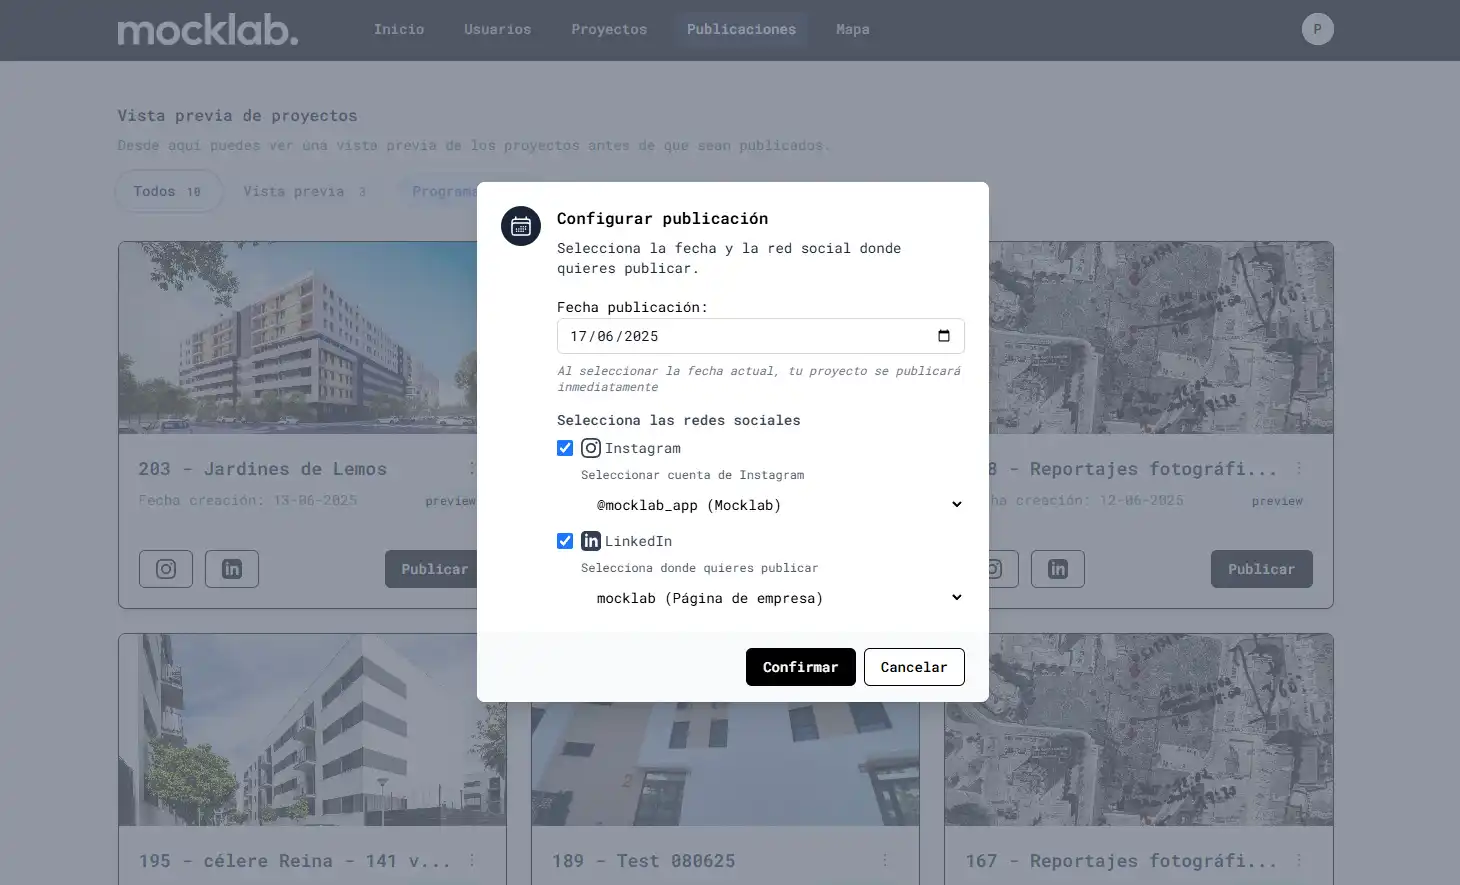 mocklab.
Inicio
Usuarios
Proyectos
Publicaciones
Mapa
P
Vista previa de proyectos
Desde aquí puedes ver una vista previa de los proyectos antes de que sean publicados.
Todos 10
Vista previa 3
Configurar publicación
Selecciona la fecha y la red social donde
quieres publicar.
Fecha publicación:
17/06/2025
Al seleccionar la fecha actual, tu proyecto se publicará
inmediatamente
Selecciona las redes sociales
Instagram
Seleccionar cuenta de Instagram
@mocklab_app (Mocklab)
LinkedIn
Selecciona donde quieres publicar
mocklab (Página de empresa)
Confirmar
Cancelar
203 - Jardines de Lemos
Fecha creación: 13-06-2025
preview
Publicar
8 - Reportajes fotográfi...
creación: 12-06-2025
preview
Publicar
195 - célere Reina - 141 v...
189 - Test 080625
167 - Reportajes fotográfi...